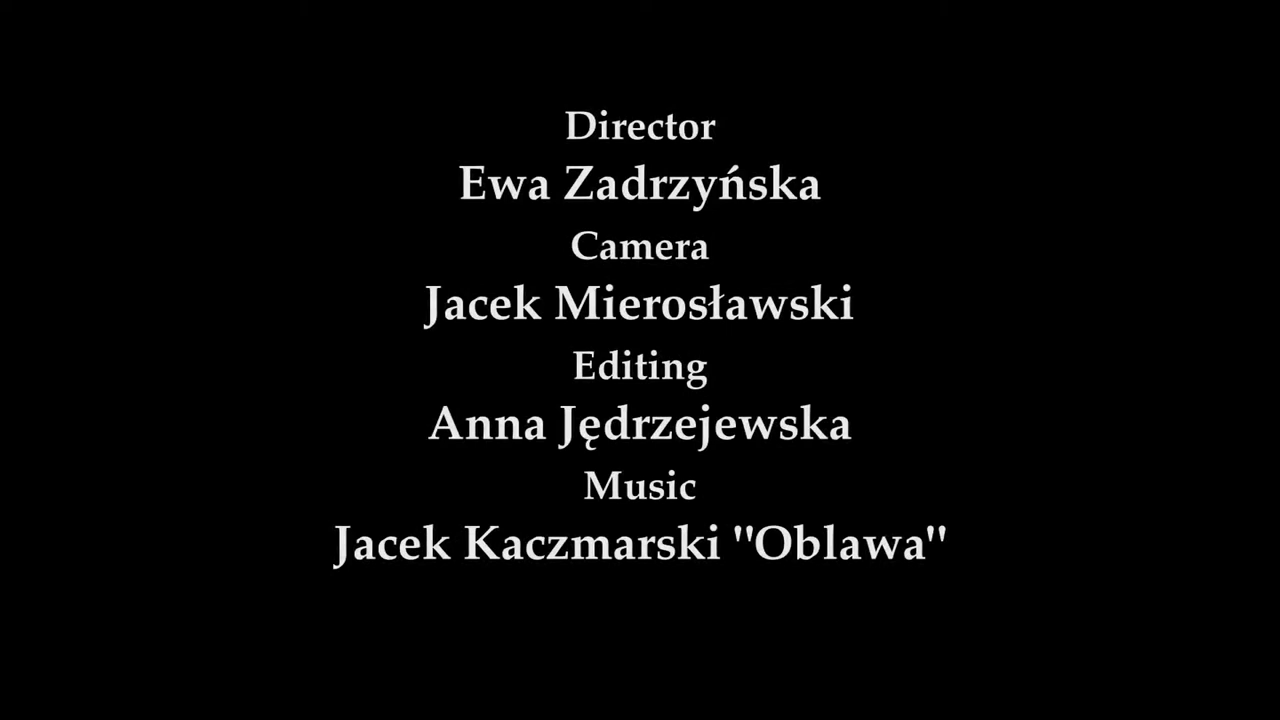 Director
Ewa Zadrzyńska
Camera
Jacek Mierosławski
Editing
Anna Jędrzejewska
Music
Jacek Kaczmarski "Oblawa"